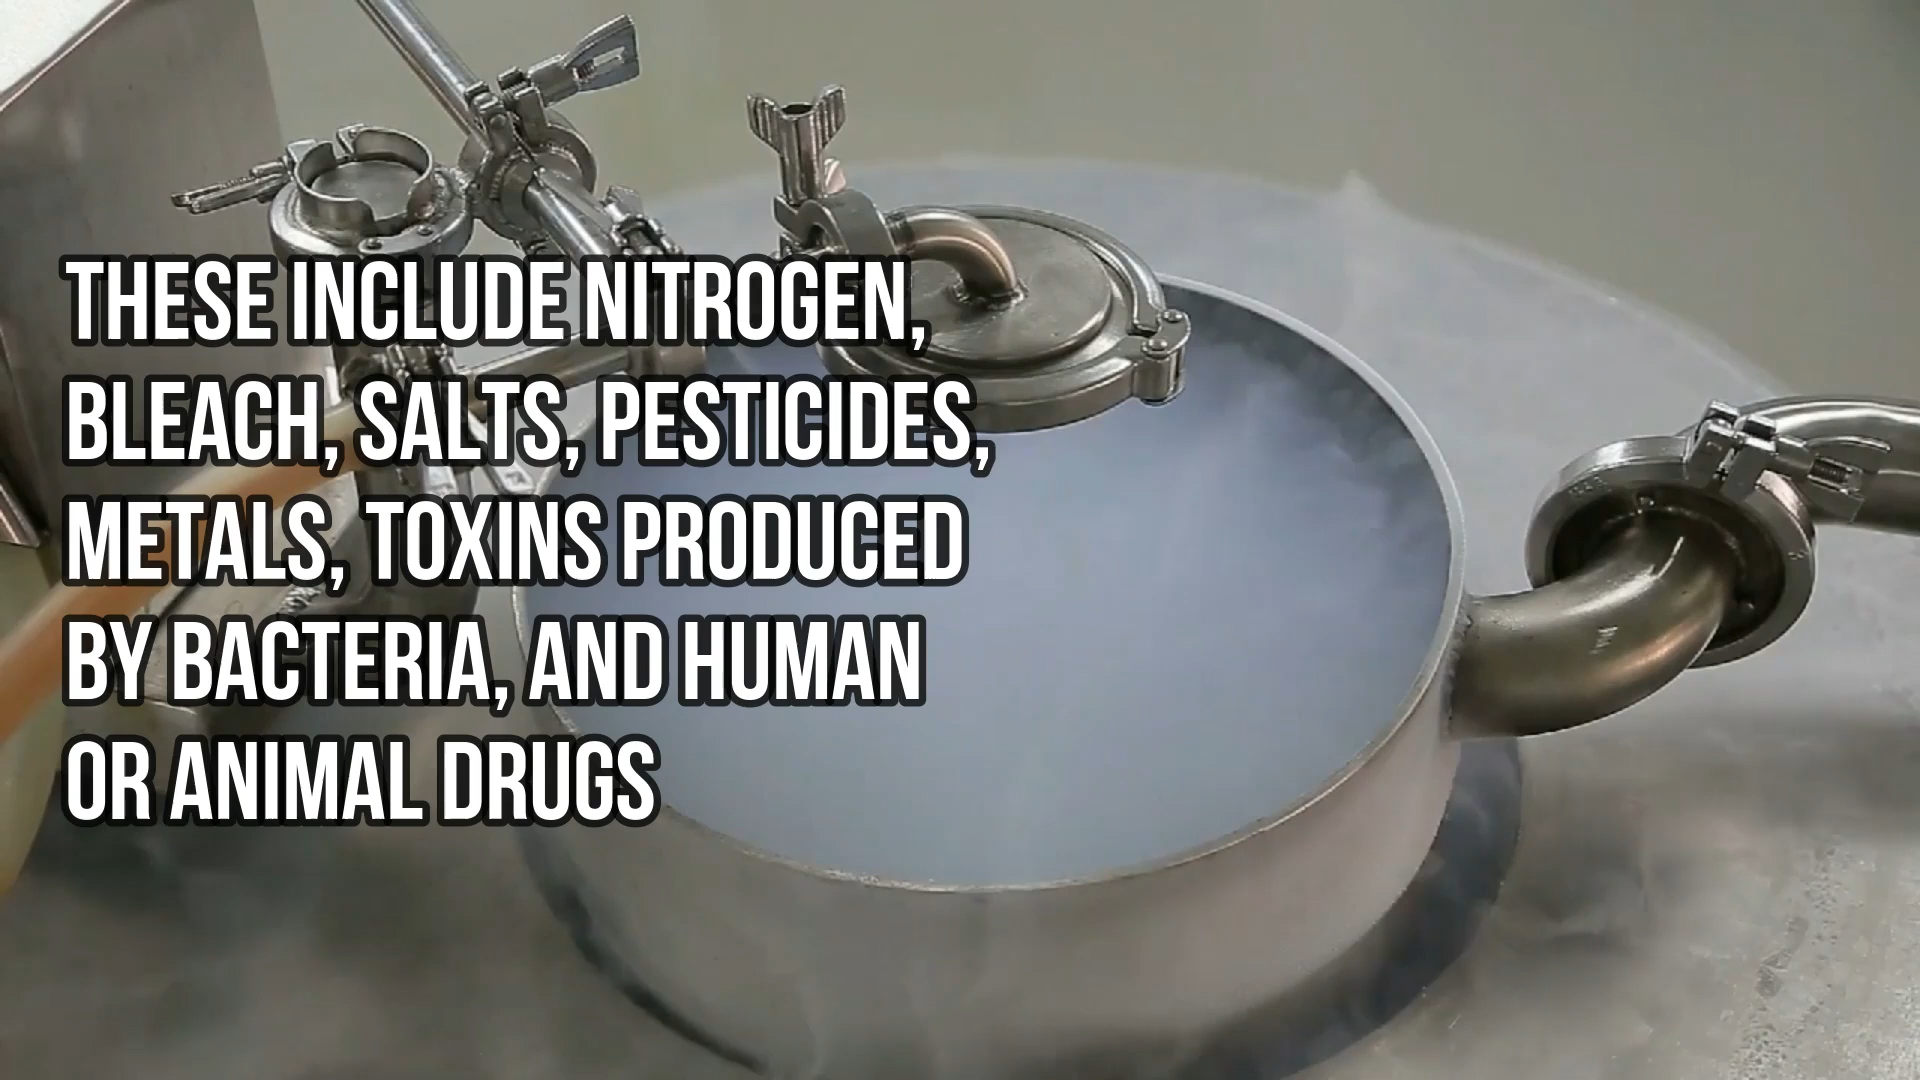 THESE INCLUDE NITROGEN,
BLEACH, SALTS, PESTICIDES,
METALS, TOXINS PRODUCED
BY BACTERIA, AND HUMAN
OR ANIMAL DRUGS